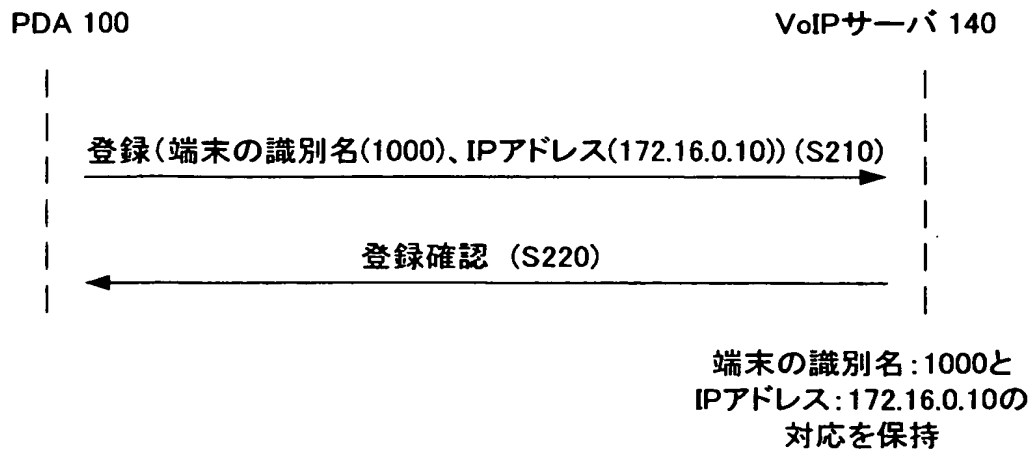 PDA 100
VoIPサーバ 140
登録(端末の識別名(1000)、IPアドレス(172.16.0.10)) (S210)
登録確認 (S220)
端末の識別名:1000と
IPアドレス:172.16.0.10の
対応を保持